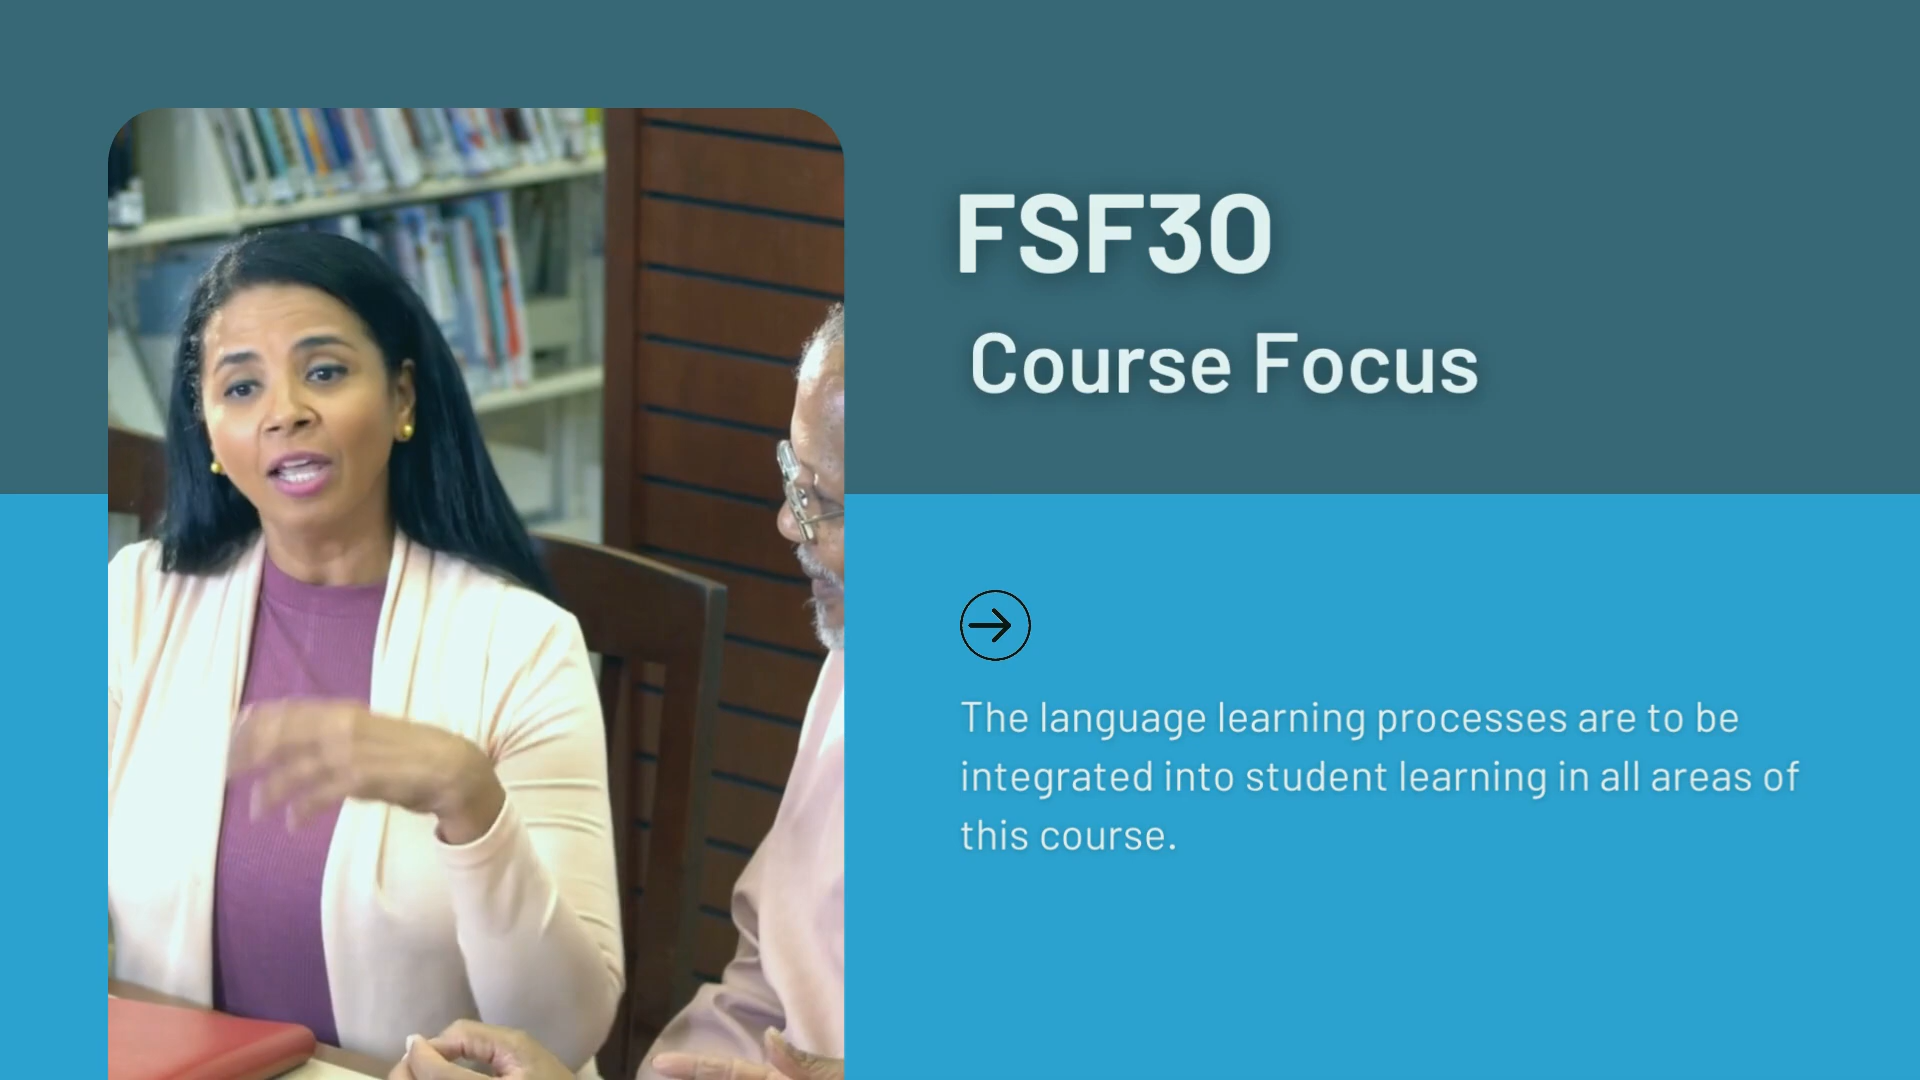 FSF3O
Course Focus
The language learning processes are to be
integrated into student learning in all areas of
this course.